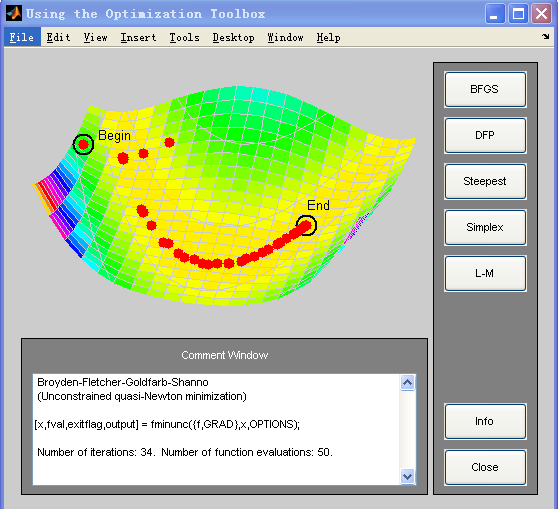 Using the Optimization Toolbox
File Edit View Insert Tools Desktop Window Help
Begin
End
BFGS
DFP
Steepest
Simplex
L-M
Comment Window
Broyden-Fletcher-Goldfarb-Shanno
(Unconstrained quasi-Newton minimization)
[x,fval,exitflag,output] = fminunc({f,GRAD},x,OPTIONS);
Number of iterations: 34. Number of function evaluations: 50.
Info
Close